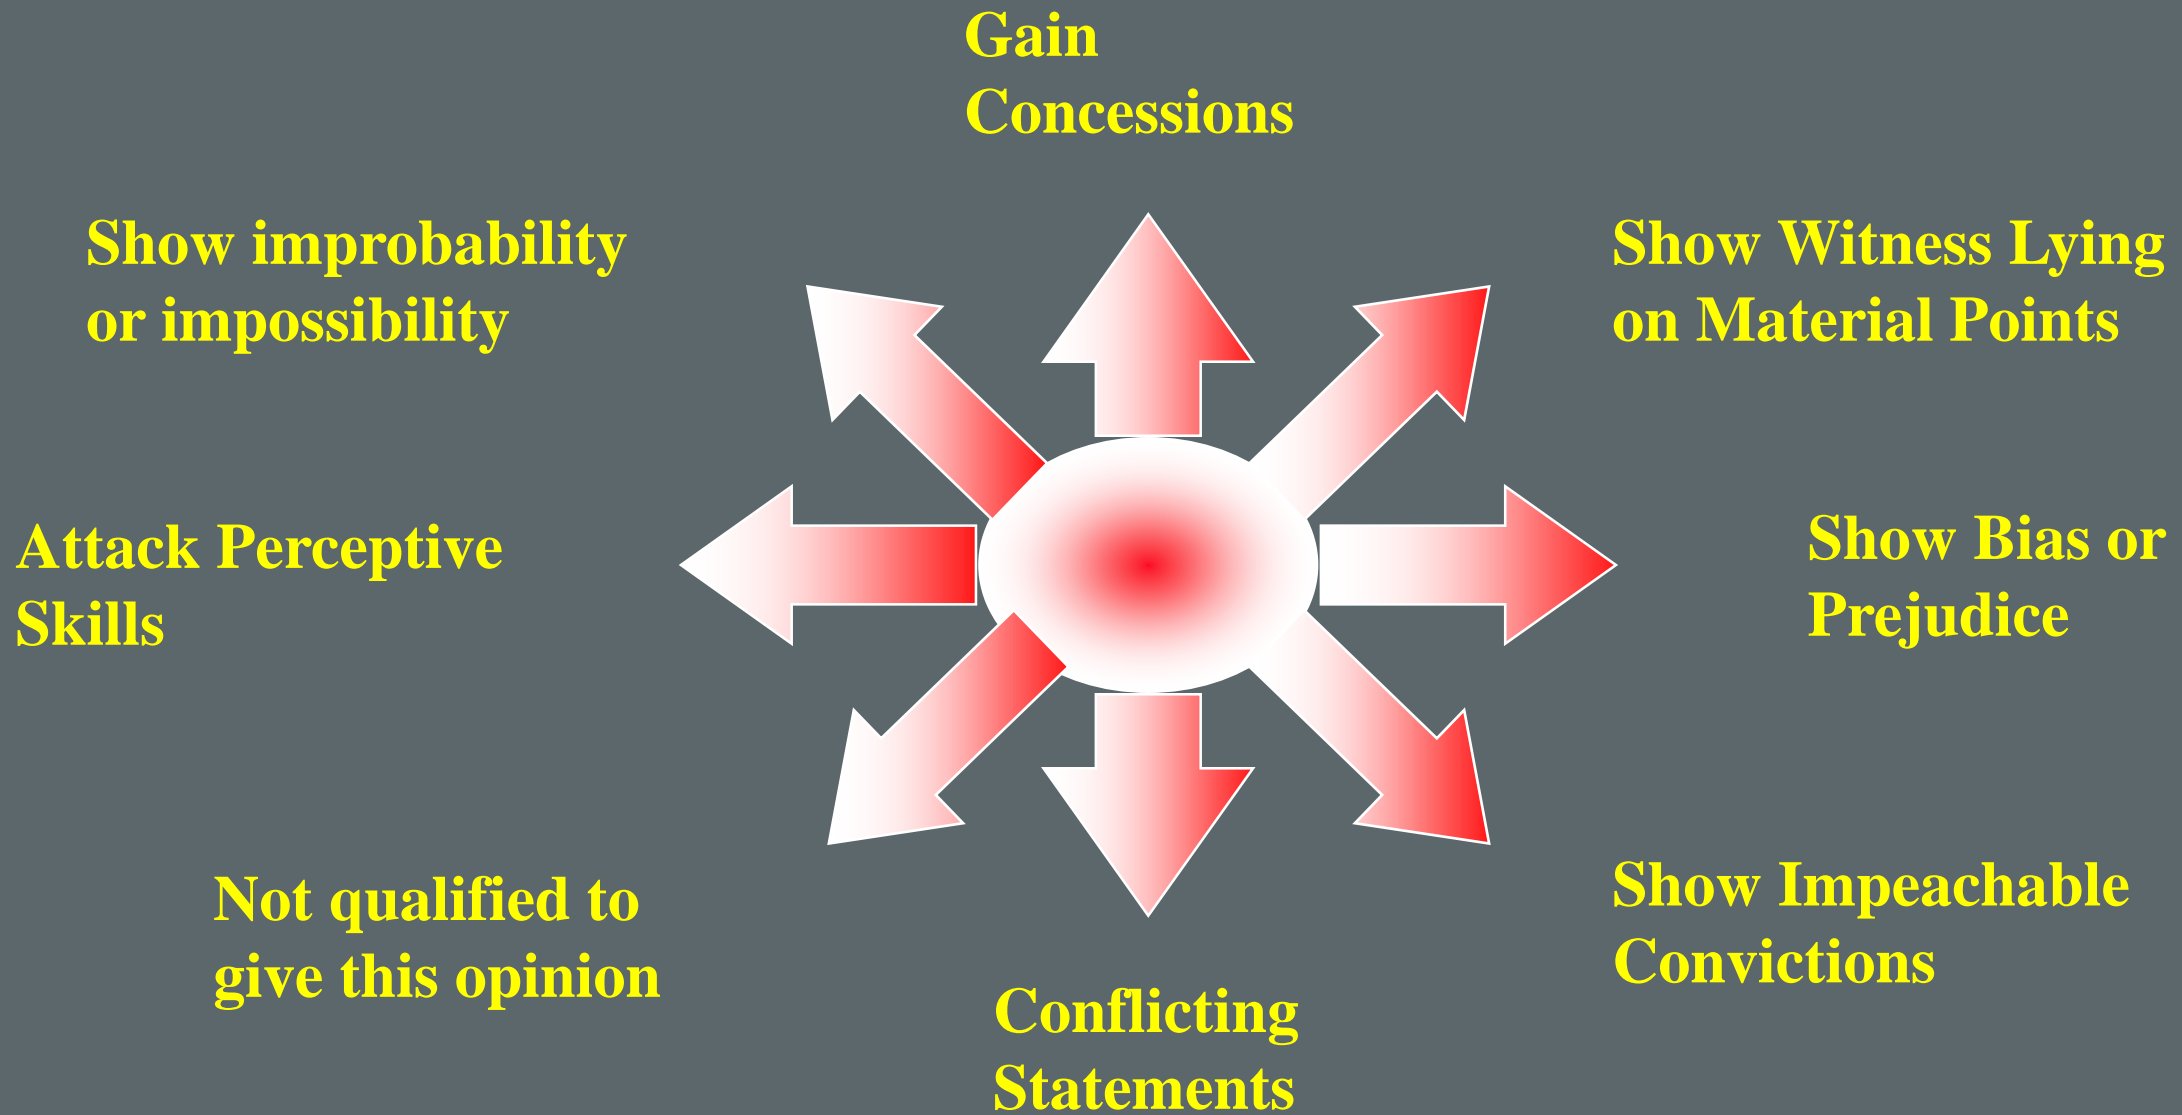 Gain
Concessions
Show improbability
or impossibility
Show Witness Lying
on Material Points
Attack Perceptive
Skills
Show Bias or
Prejudice
Not qualified to
give this opinion
Show Impeachable
Convictions
Conflicting
Statements